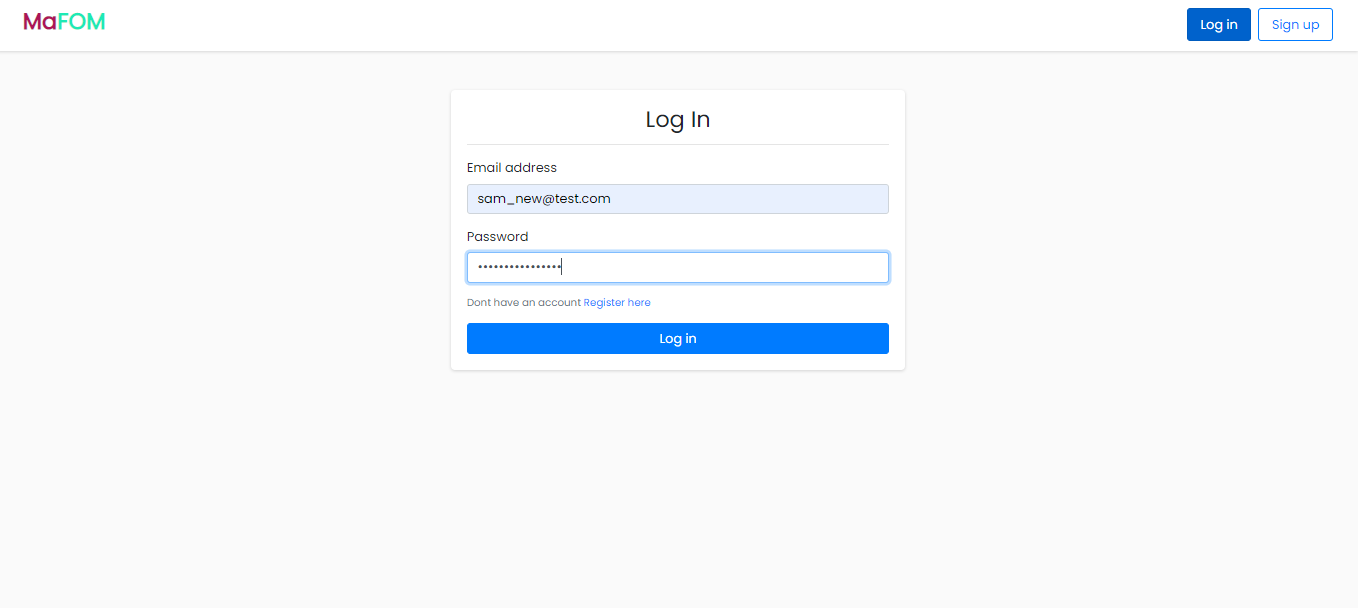 MaFOM
Log in
Sign up
Log In
Email address
sam_new@test.com
Password
••••••••••••••••
Dont have an account Register here
Log in